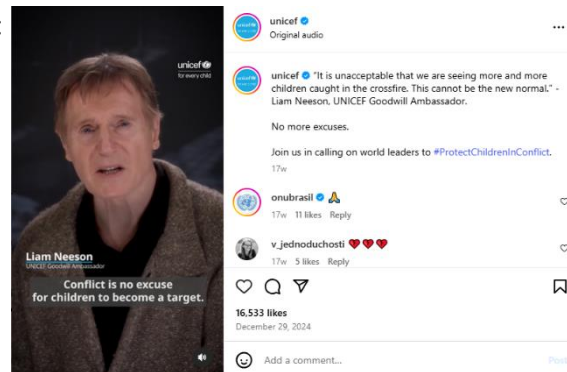 unicef
for every child
Liam Neeson
UNICEF Goodwill Ambassador
Conflict is no excuse
for children to become a target.
unicef
Original audio
unicef "It is unacceptable that we are seeing more and more
children caught in the crossfire. This cannot be the new normal." -
Liam Neeson, UNICEF Goodwill Ambassador.
No more excuses.
Join us in calling on world leaders to #ProtectChildrenInConflict.
17w
onubrasil 🙏
17w 11 likes Reply
v_jednoduchosti 💔💔💔
17w 5 likes Reply
16,533 likes
December 29, 2024
Add a comment...
Post